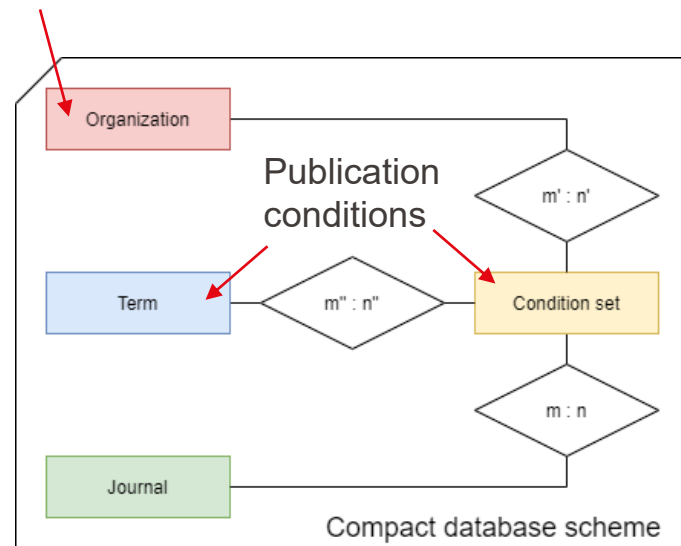 Organization
Publication
conditions
m' : n'
Term
m'' : n''
Condition set
m : n
Journal
Compact database scheme